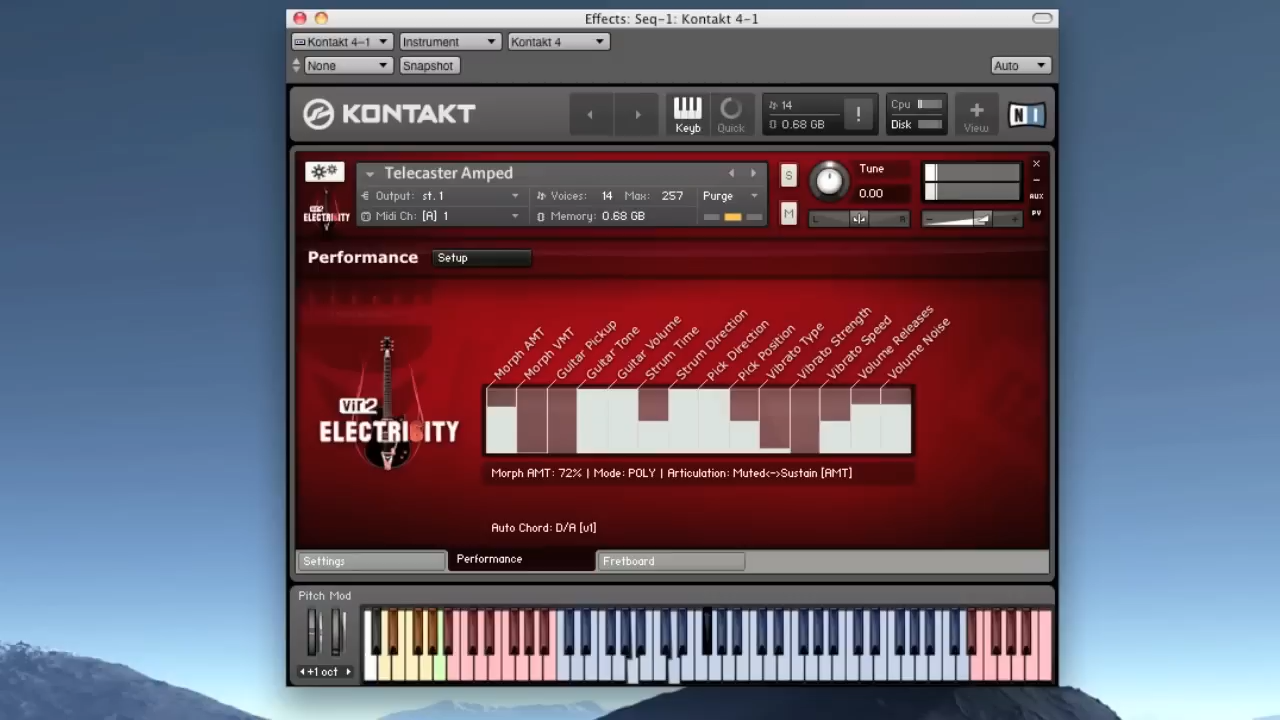 Effects: Seq-1: Kontakt 4-1
Kontakt 4-1 Instrument Kontakt 4
None Snapshot Auto
KONTAKT Keyb Quick 14 0.68 GB ! Cpu Disk View NI
Telecaster Amped
Output: st.1 Voices: 14 Max: 257 Purge
Midi Ch: [A] 1 Memory: 0.68 GB
S
M
Tune
0.00
L R
- +
×
-
AUX
PV
vir2
ELECTRI6ITY
Performance Setup
Morph AMT
Morph VMT
Guitar Pickup
Guitar Tone
Guitar Volume
Strum Time
Strum Direction
Pick Direction
Pick Position
Vibrato Type
Vibrato Strength
Vibrato Speed
Volume Releases
Volume Noise
vir2
ELECTRI6ITY
Morph AMT: 72% | Mode: POLY | Articulation: Muted<->Sustain [AMT]
Auto Chord: D/A [v1]
Settings Performance Fretboard
Pitch Mod
+1 oct